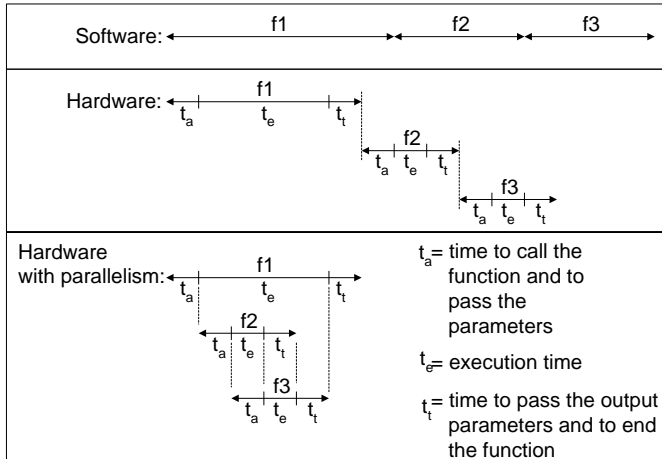 Software: f1 f2 f3
Hardware: f1
ta te tt
f2
ta te tt
f3
ta te tt
Hardware
with parallelism: f1
ta te tt
f2
ta te tt
f3
ta te tt
ta= time to call the
function and to
pass the
parameters
te= execution time
tt= time to pass the output
parameters and to end
the function